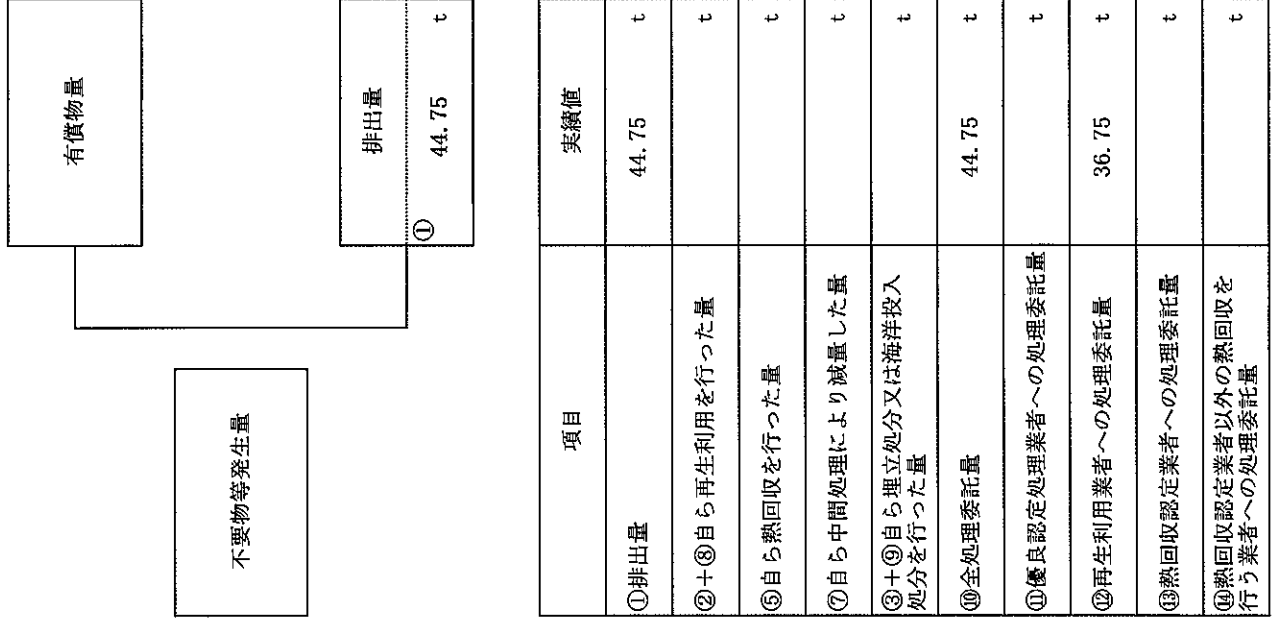 不要物等発生量
有償物量
排出量
① 44.75 t
項目 実績値
①排出量 44.75 t
②+⑧自ら再生利用を行った量 t
⑤自ら熱回収を行った量 t
⑦自ら中間処理により減量した量 t
③+⑨自ら埋立処分又は海洋投入
処分を行った量 t
⑩全処理委託量 44.75 t
⑪優良認定処理業者への処理委託量 t
⑫再生利用業者への処理委託量 36.75 t
⑬熱回収認定業者への処理委託量 t
⑭熱回収認定業者以外の熱回収を
行う業者への処理委託量 t